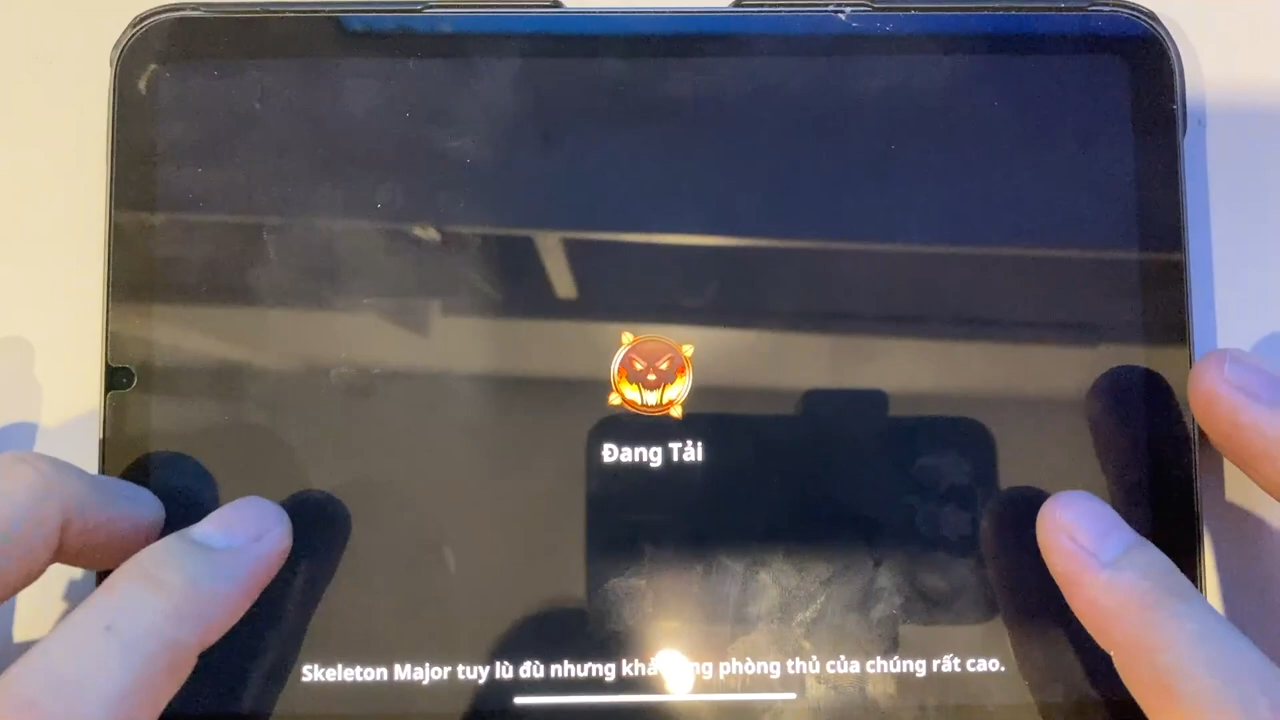 Đang Tải
Skeleton Major tuy lù đù nhưng phòng thủ của chúng rất cao.